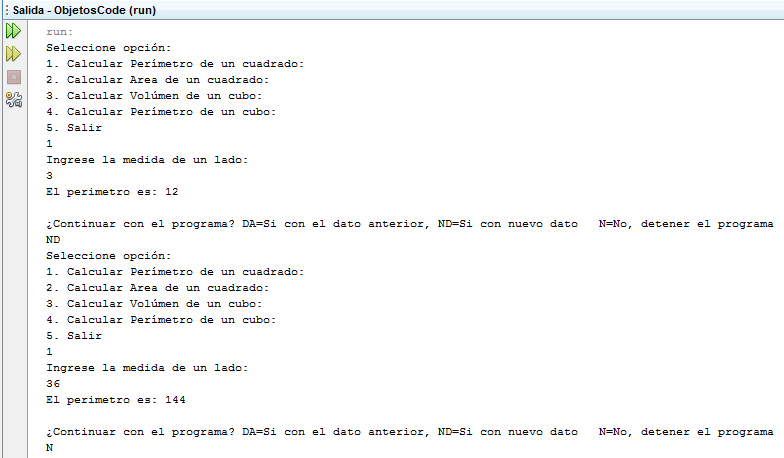 Salida - ObjetosCode (run)
run:
Seleccione opción:
1. Calcular Perímetro de un cuadrado:
2. Calcular Area de un cuadrado:
3. Calcular Volúmen de un cubo:
4. Calcular Perímetro de un cubo:
5. Salir
1
Ingrese la medida de un lado:
3
El perimetro es: 12
¿Continuar con el programa? DA=Si con el dato anterior, ND=Si con nuevo dato   N=No, detener el programa
ND
Seleccione opción:
1. Calcular Perímetro de un cuadrado:
2. Calcular Area de un cuadrado:
3. Calcular Volúmen de un cubo:
4. Calcular Perímetro de un cubo:
5. Salir
1
Ingrese la medida de un lado:
36
El perimetro es: 144
¿Continuar con el programa? DA=Si con el dato anterior, ND=Si con nuevo dato   N=No, detener el programa
N